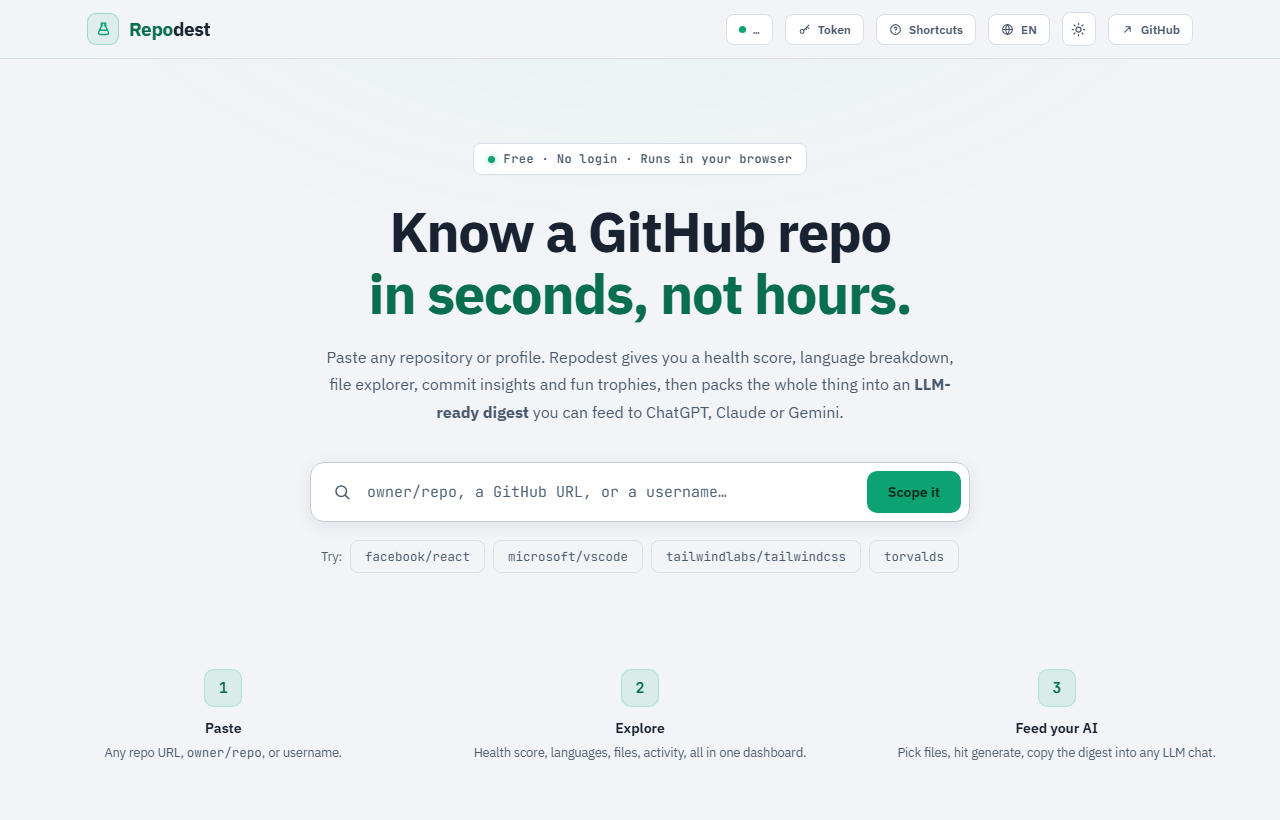 Repodest
…
Token
Shortcuts
EN
GitHub
Free · No login · Runs in your browser
Know a GitHub repo
in seconds, not hours.
Paste any repository or profile. Repodest gives you a health score, language breakdown,
file explorer, commit insights and fun trophies, then packs the whole thing into an LLM-
ready digest you can feed to ChatGPT, Claude or Gemini.
owner/repo, a GitHub URL, or a username…
Scope it
Try:
facebook/react
microsoft/vscode
tailwindlabs/tailwindcss
torvalds
1
Paste
Any repo URL, owner/repo, or username.
2
Explore
Health score, languages, files, activity, all in one dashboard.
3
Feed your AI
Pick files, hit generate, copy the digest into any LLM chat.